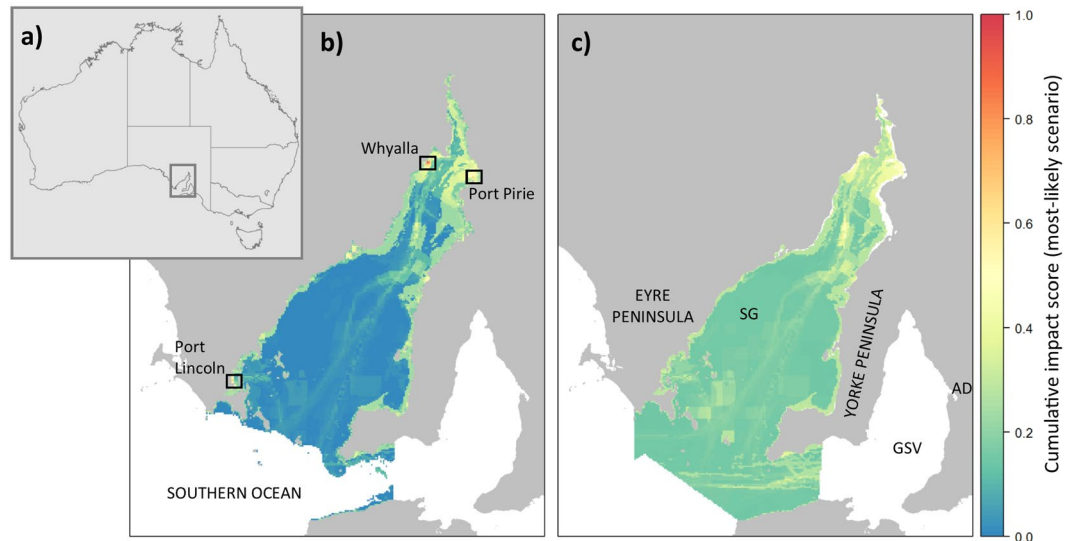 a)
b)
c)
Whyalla
Port Pirie
Port
Lincoln
SOUTHERN OCEAN
EYRE
PENINSULA
SG
YORKE PENINSULA
AD
GSV
1.0
0.8
0.6
0.4
0.2
0.0
Cumulative impact score (most-likely scenario)